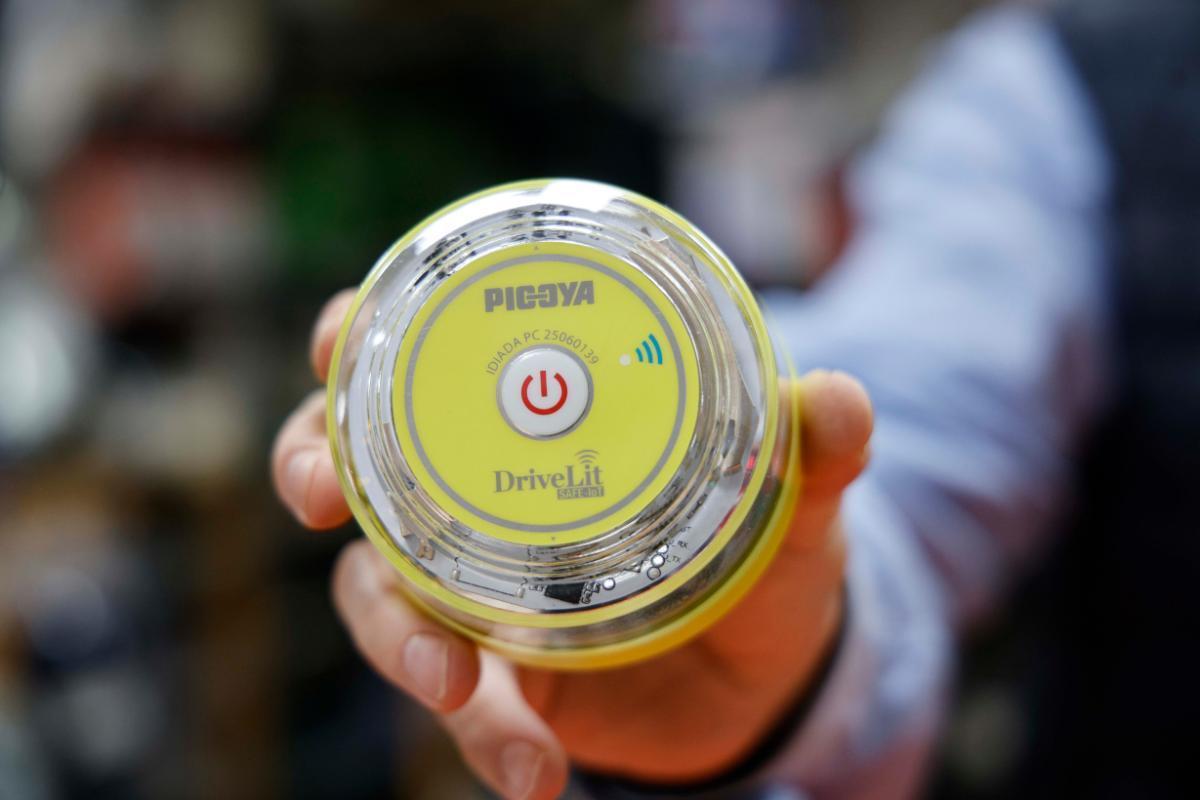 PICOYA
IDIADA PC 25060139
DriveLit
SAFE-IoT